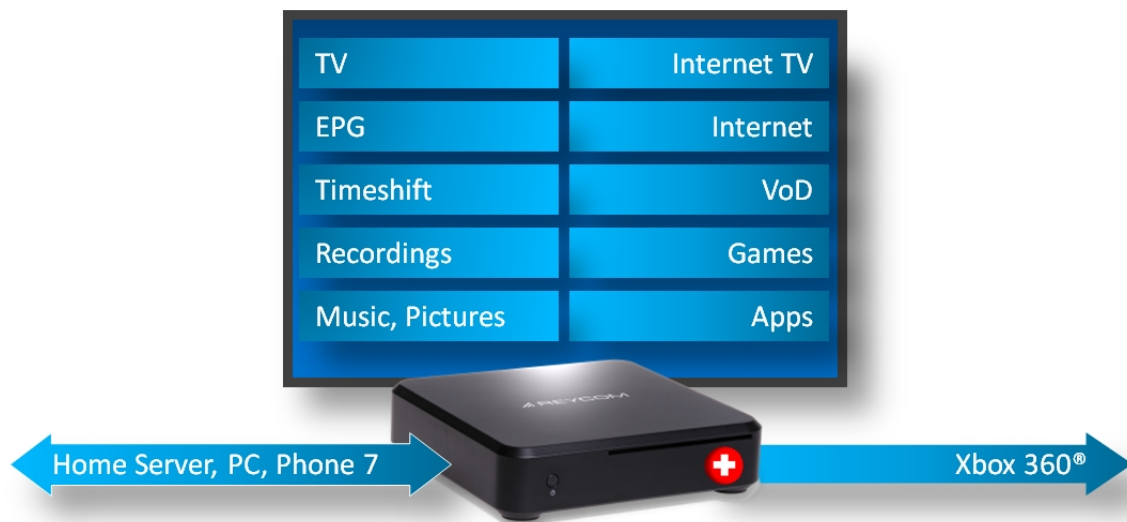 TV
Internet TV
EPG
Internet
Timeshift
VoD
Recordings
Games
Music, Pictures
Apps
REYCOM
Home Server, PC, Phone 7
Xbox 360®